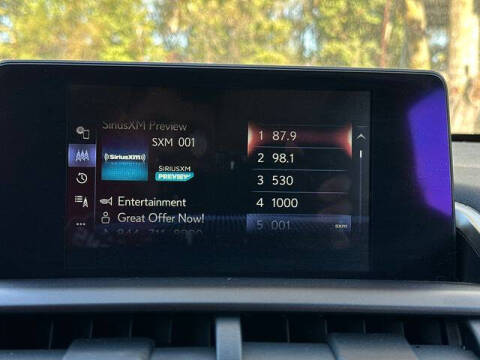 SiriusXM Preview
SXM 001
((SiriusXM))
SIRIUSXM
PREVIEW
Entertainment
Great Offer Now!
1 87.9
2 98.1
3 530
4 1000
5 001 SXM